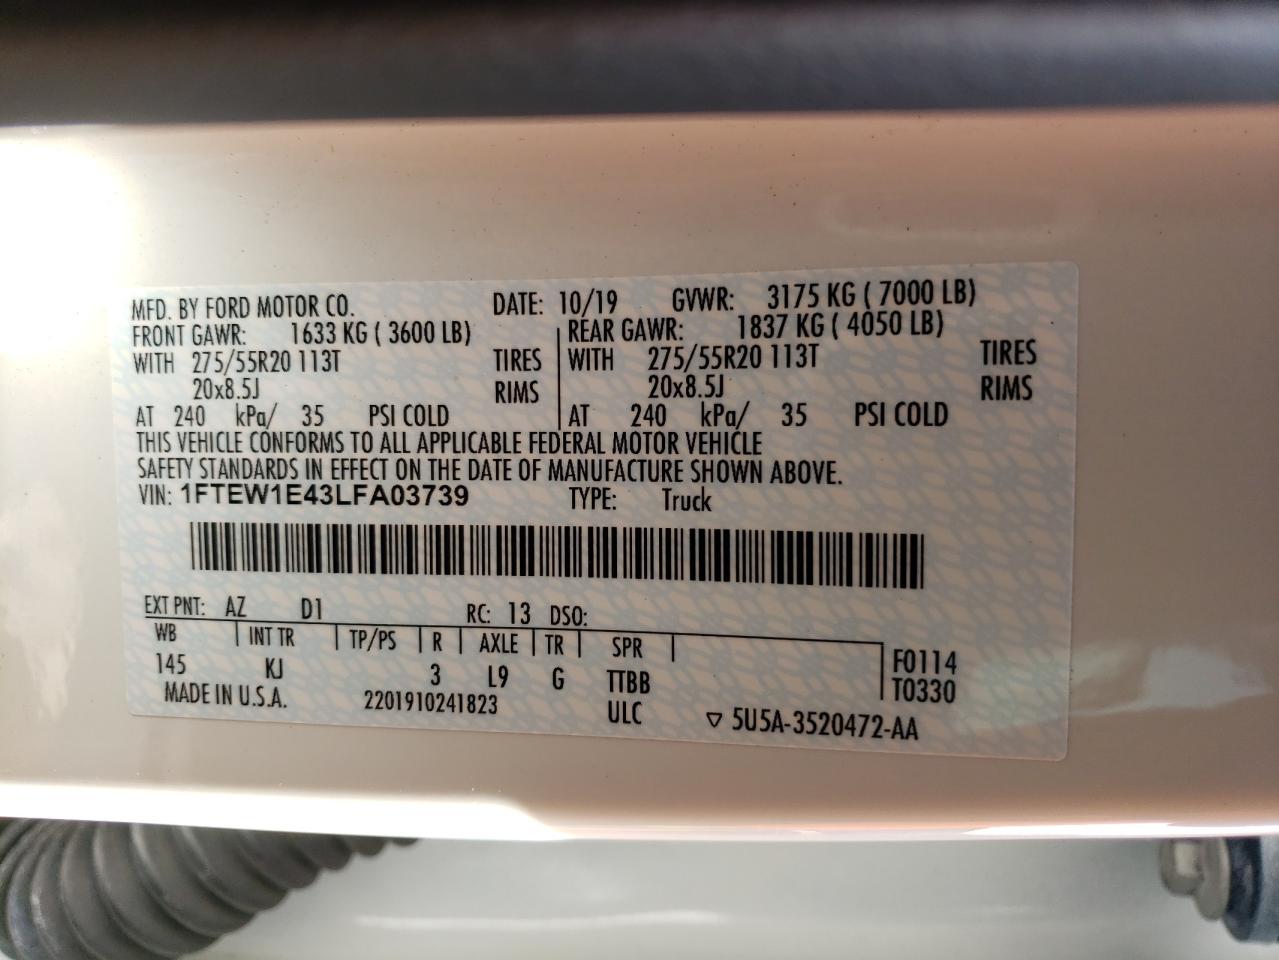 MFD. BY FORD MOTOR CO. DATE: 10/19 GVWR: 3175 KG ( 7000 LB)
FRONT GAWR: 1633 KG ( 3600 LB) REAR GAWR: 1837 KG ( 4050 LB)
WITH 275/55R20 113T TIRES WITH 275/55R20 113T TIRES
20x8.5J RIMS 20x8.5J RIMS
AT 240 kPa/ 35 PSI COLD AT 240 kPa/ 35 PSI COLD
THIS VEHICLE CONFORMS TO ALL APPLICABLE FEDERAL MOTOR VEHICLE
SAFETY STANDARDS IN EFFECT ON THE DATE OF MANUFACTURE SHOWN ABOVE.
VIN: 1FTEW1E43LFA03739 TYPE: Truck
EXT PNT: AZ D1 RC: 13 DSO:
WB INT TR TP/PS R AXLE TR SPR
145 KJ 3 L9 G TTBB F0114
T0330
MADE IN U.S.A. 2201910241823 ULC ▽ 5U5A-3520472-AA